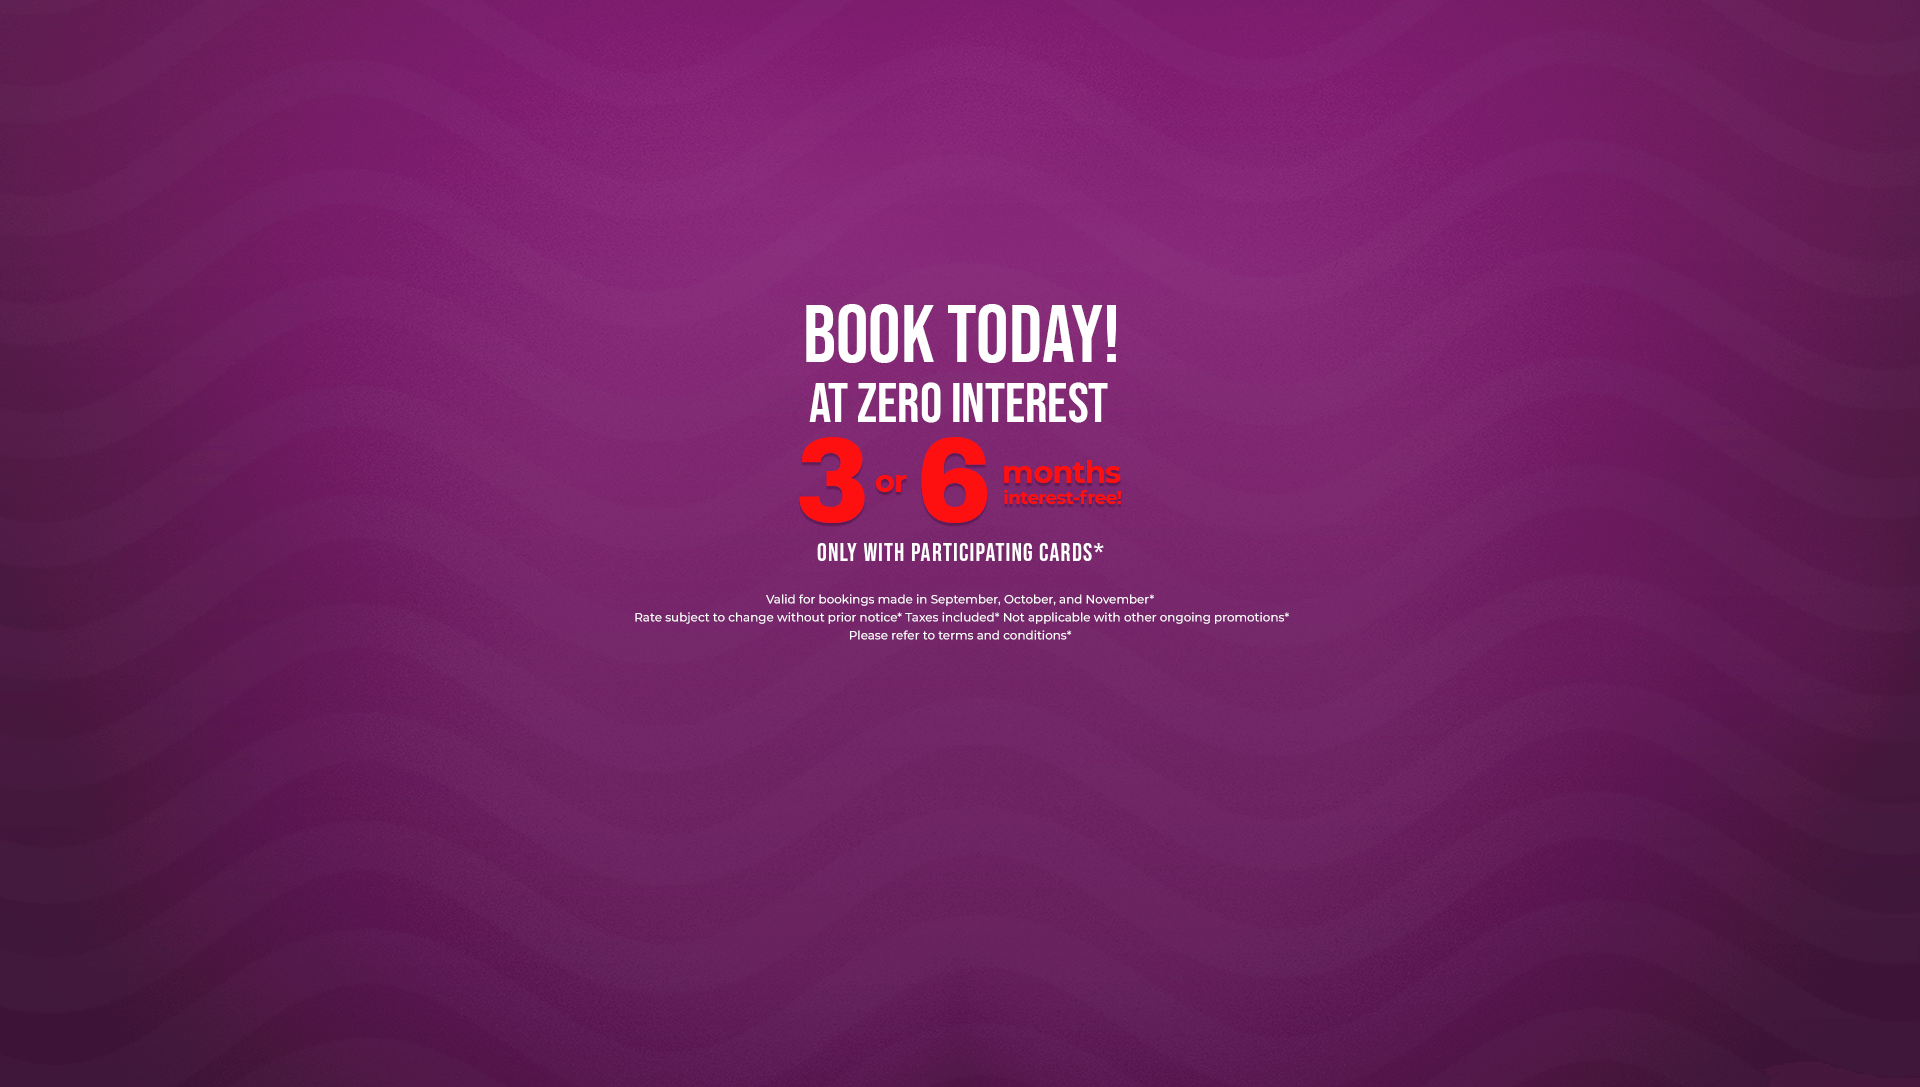 BOOK TODAY!
AT ZERO INTEREST
3 or 6 months
interest-free!
ONLY WITH PARTICIPATING CARDS*
Valid for bookings made in September, October, and November*
Rate subject to change without prior notice* Taxes included* Not applicable with other ongoing promotions*
Please refer to terms and conditions*